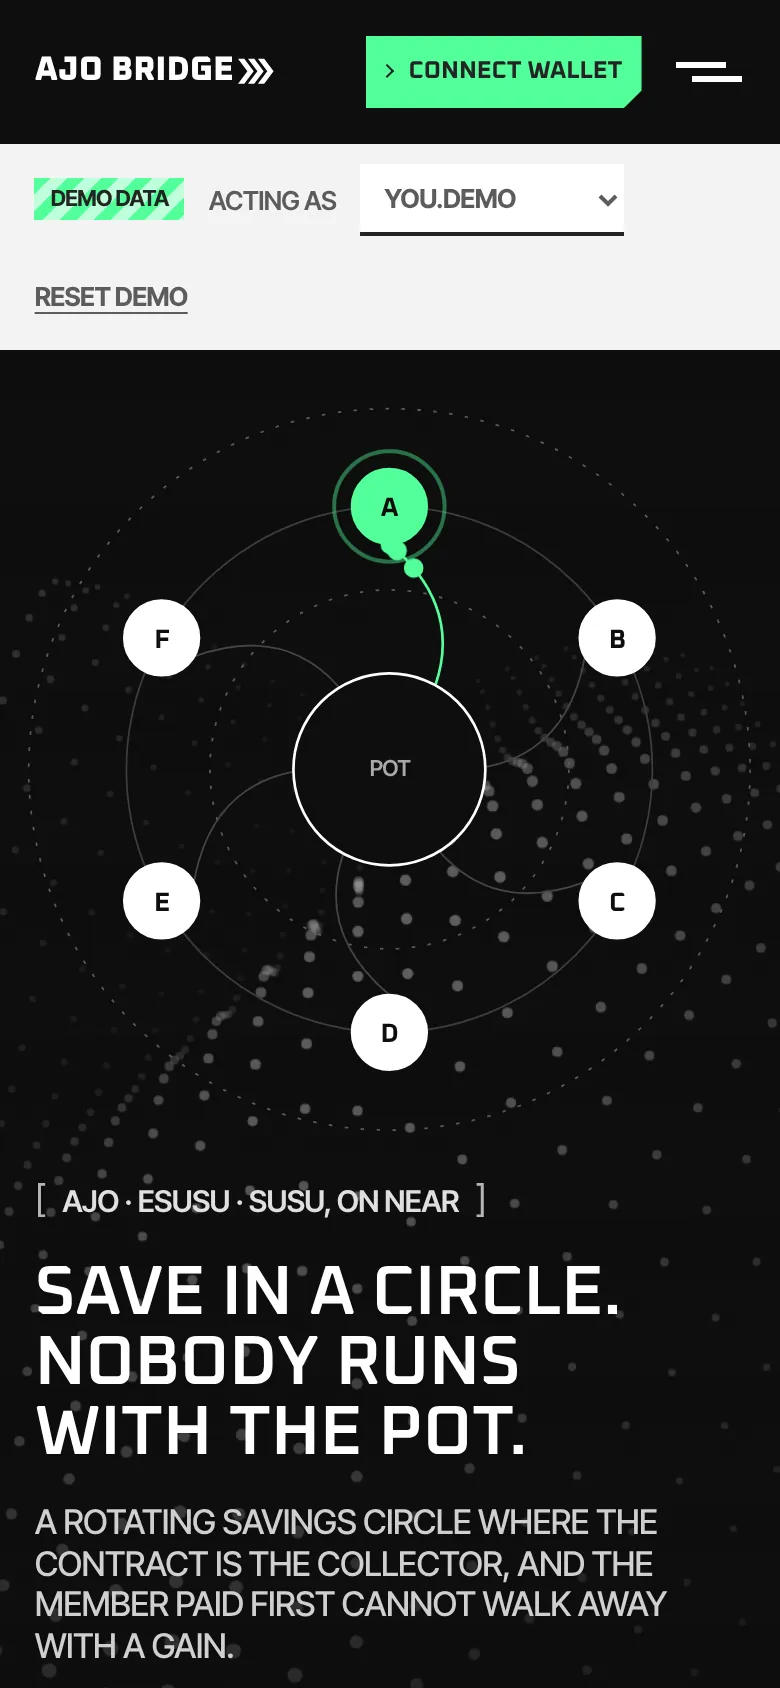 AJO BRIDGE
CONNECT WALLET
DEMO DATA
ACTING AS
YOU.DEMO
RESET DEMO
A
F
B
POT
E
C
D
[ AJO · ESUSU · SUSU, ON NEAR ]
SAVE IN A CIRCLE.
NOBODY RUNS
WITH THE POT.
A ROTATING SAVINGS CIRCLE WHERE THE
CONTRACT IS THE COLLECTOR, AND THE
MEMBER PAID FIRST CANNOT WALK AWAY
WITH A GAIN.